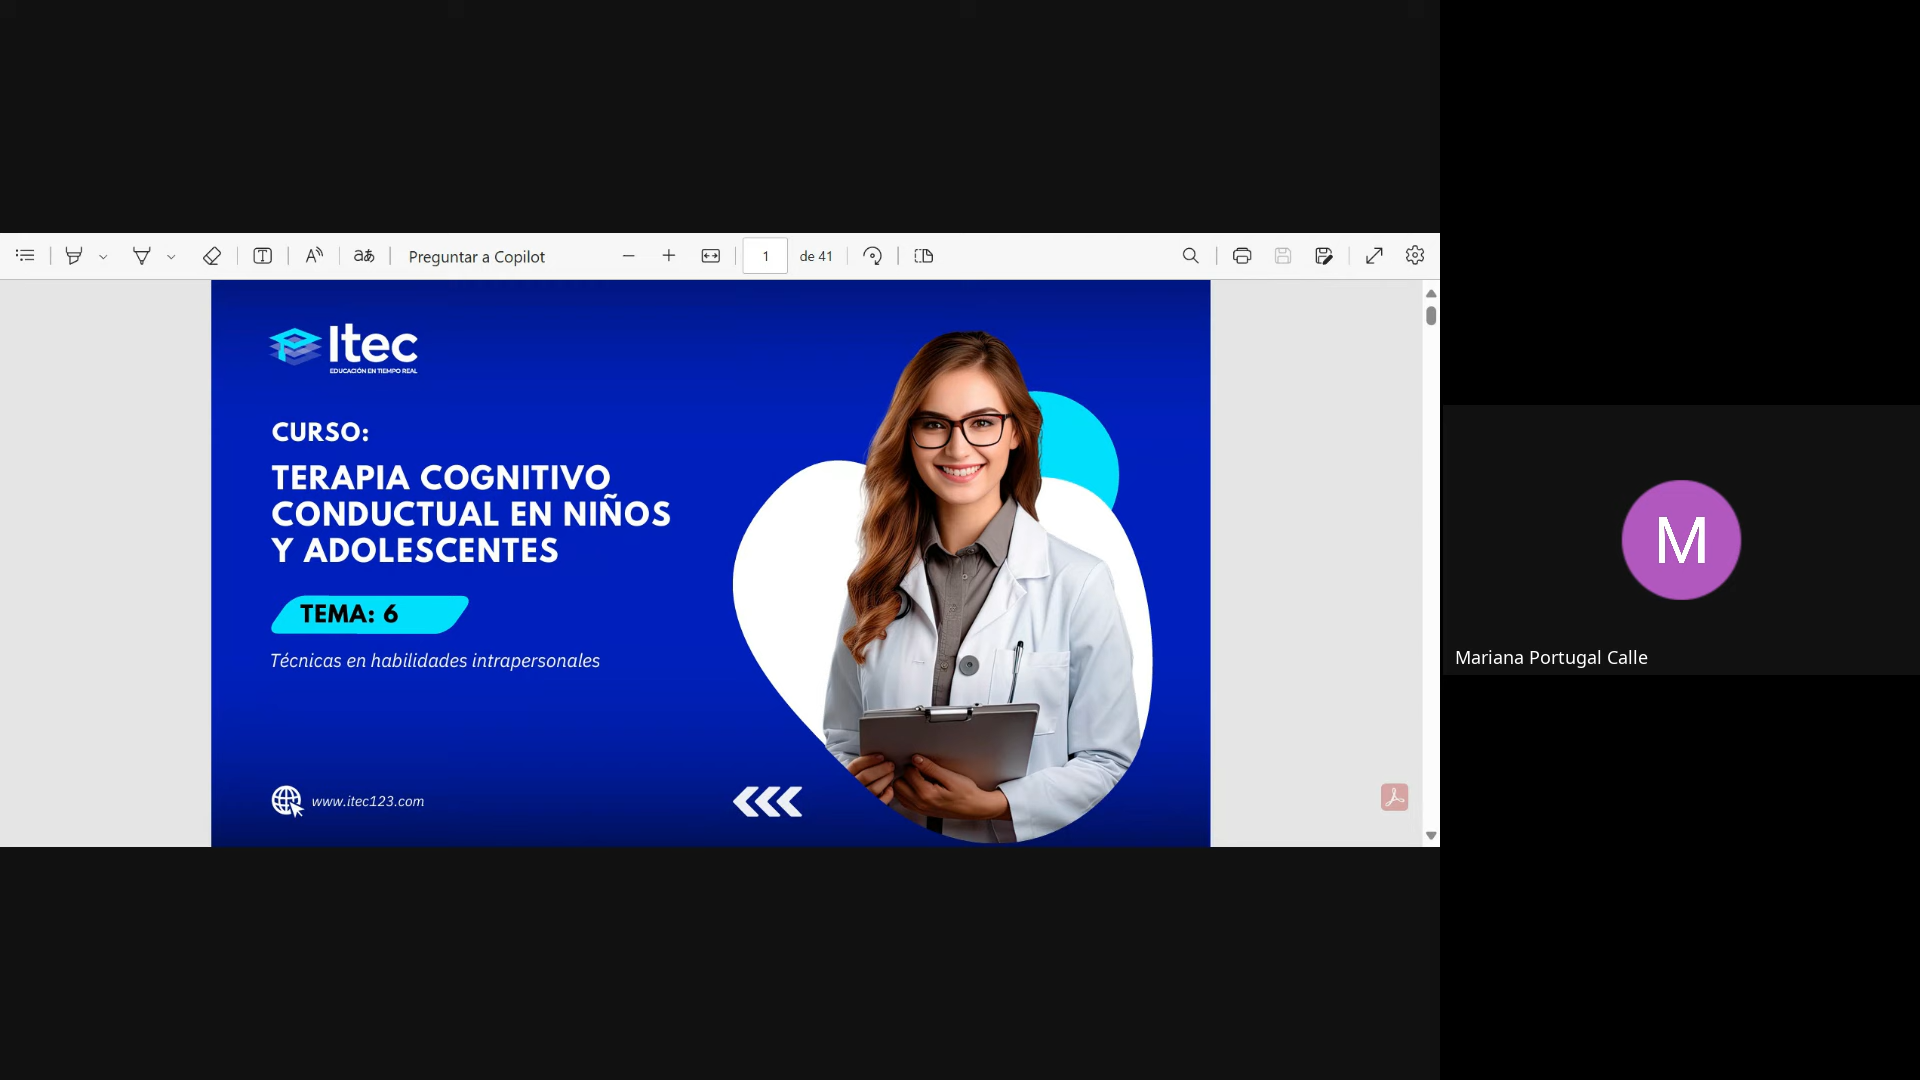 Preguntar a Copilot
1 de 41
Itec
EDUCACIÓN EN TIEMPO REAL
CURSO:
TERAPIA COGNITIVO
CONDUCTUAL EN NIÑOS
Y ADOLESCENTES
TEMA: 6
Técnicas en habilidades intrapersonales
www.itec123.com
M
Mariana Portugal Calle